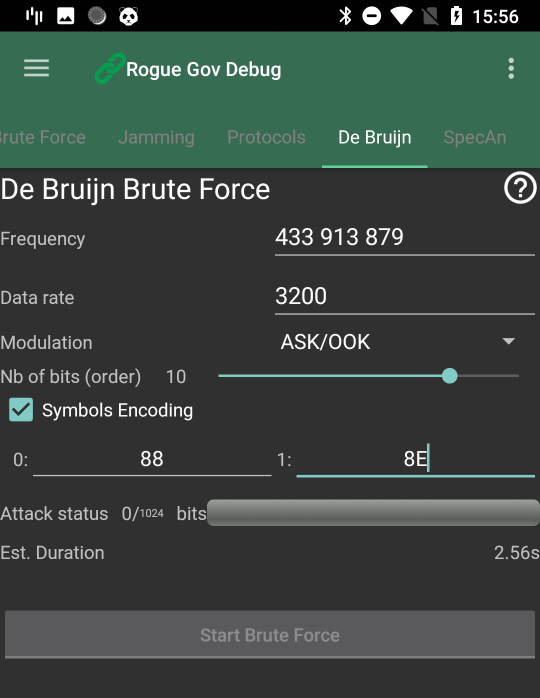 15:56
Rogue Gov Debug
Brute Force Jamming Protocols De Bruijn SpecAn
De Bruijn Brute Force
Frequency 433 913 879
Data rate 3200
Modulation ASK/OOK
Nb of bits (order) 10
Symbols Encoding
0: 88 1: 8E
Attack status 0/1024 bits
Est. Duration 2.56s
Start Brute Force